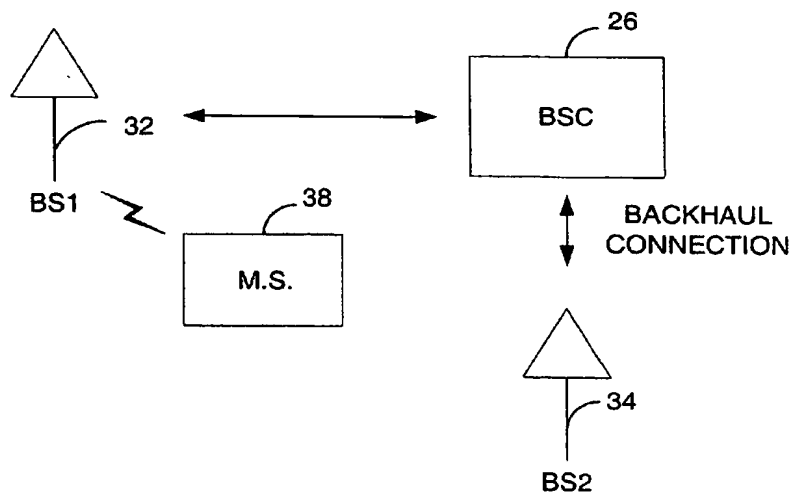 26
BSC
32
BS1
38
M.S.
BACKHAUL
CONNECTION
34
BS2